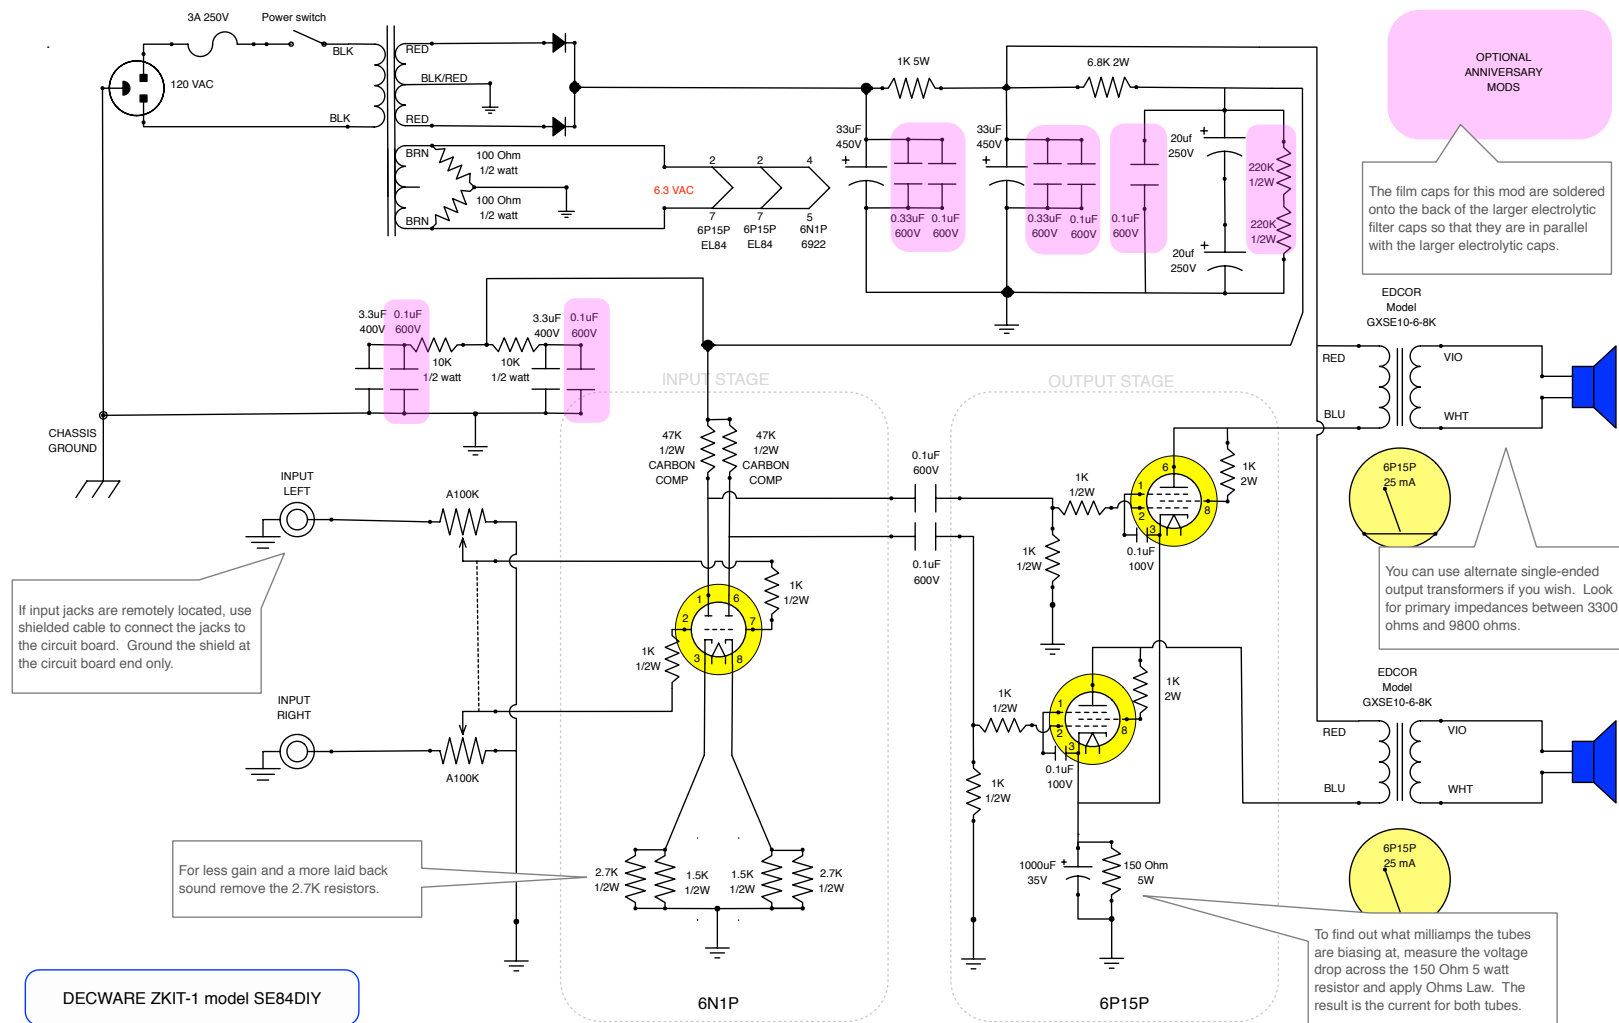 3A 250V
Power switch
BLK
RED
120 VAC
BLK/RED
BLK
RED
BRN
100 Ohm
1/2 watt
100 Ohm
1/2 watt
BRN
6.3 VAC
2
2
4
7
7
5
6P15P
EL84
6P15P
EL84
6N1P
6922
1K 5W
6.8K 2W
33uF
450V
+
0.33uF
600V
0.1uF
600V
33uF
450V
+
0.33uF
600V
0.1uF
600V
0.1uF
600V
20uf
250V
+
20uf
250V
+
220K
1/2W
220K
1/2W
OPTIONAL
ANNIVERSARY
MODS
The film caps for this mod are soldered
onto the back of the larger electrolytic
filter caps so that they are in parallel
with the larger electrolytic caps.
3.3uF
400V
0.1uF
600V
10K
1/2 watt
10K
1/2 watt
3.3uF
400V
0.1uF
600V
CHASSIS
GROUND
INPUT STAGE
OUTPUT STAGE
EDCOR
Model
GXSE10-6-8K
RED
VIO
BLU
WHT
47K
1/2W
CARBON
COMP
47K
1/2W
CARBON
COMP
INPUT
LEFT
A100K
0.1uF
600V
0.1uF
600V
1K
1/2W
1K
1/2W
6
1
2
3
8
0.1uF
100V
1K
2W
6P15P
25 mA
You can use alternate single-ended
output transformers if you wish.  Look
for primary impedances between 3300
ohms and 9800 ohms.
If input jacks are remotely located, use
shielded cable to connect the jacks to
the circuit board.  Ground the shield at
the circuit board end only.
1K
1/2W
1
6
2
7
3
8
1K
1/2W
INPUT
RIGHT
A100K
1K
1/2W
1
2
3
8
0.1uF
100V
1K
2W
1K
1/2W
EDCOR
Model
GXSE10-6-8K
RED
VIO
BLU
WHT
For less gain and a more laid back
sound remove the 2.7K resistors.
2.7K
1/2W
1.5K
1/2W
1.5K
1/2W
2.7K
1/2W
1000uF
35V
+
150 Ohm
5W
6P15P
25 mA
To find out what milliamps the tubes
are biasing at, measure the voltage
drop across the 150 Ohm 5 watt
resistor and apply Ohms Law.  The
result is the current for both tubes.
DECWARE ZKIT-1 model SE84DIY
6N1P
6P15P